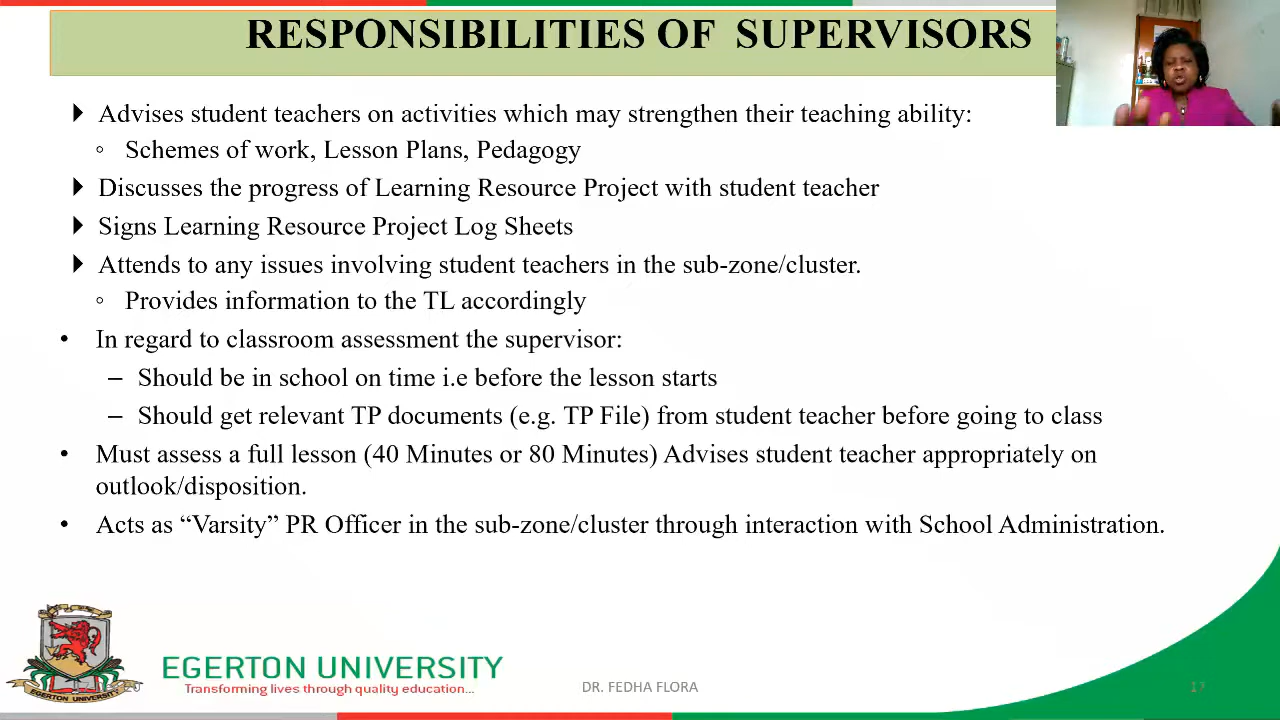 RESPONSIBILITIES OF SUPERVISORS
Advises student teachers on activities which may strengthen their teaching ability:
Schemes of work, Lesson Plans, Pedagogy
Discusses the progress of Learning Resource Project with student teacher
Signs Learning Resource Project Log Sheets
Attends to any issues involving student teachers in the sub-zone/cluster.
Provides information to the TL accordingly
In regard to classroom assessment the supervisor:
– Should be in school on time i.e before the lesson starts
– Should get relevant TP documents (e.g. TP File) from student teacher before going to class
• Must assess a full lesson (40 Minutes or 80 Minutes) Advises student teacher appropriately on
outlook/disposition.
• Acts as “Varsity” PR Officer in the sub-zone/cluster through interaction with School Administration.
EGERTON UNIVERSITY
Transforming lives through quality education...
EGERTON UNIVERSITY
DR. FEDHA FLORA
17